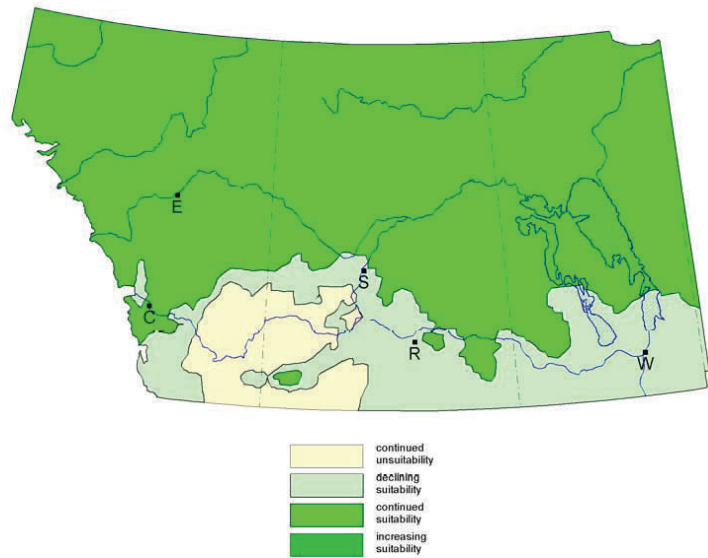 E
S
C
R
W
continued
unsuitability
declining
suitability
continued
suitability
increasing
suitability